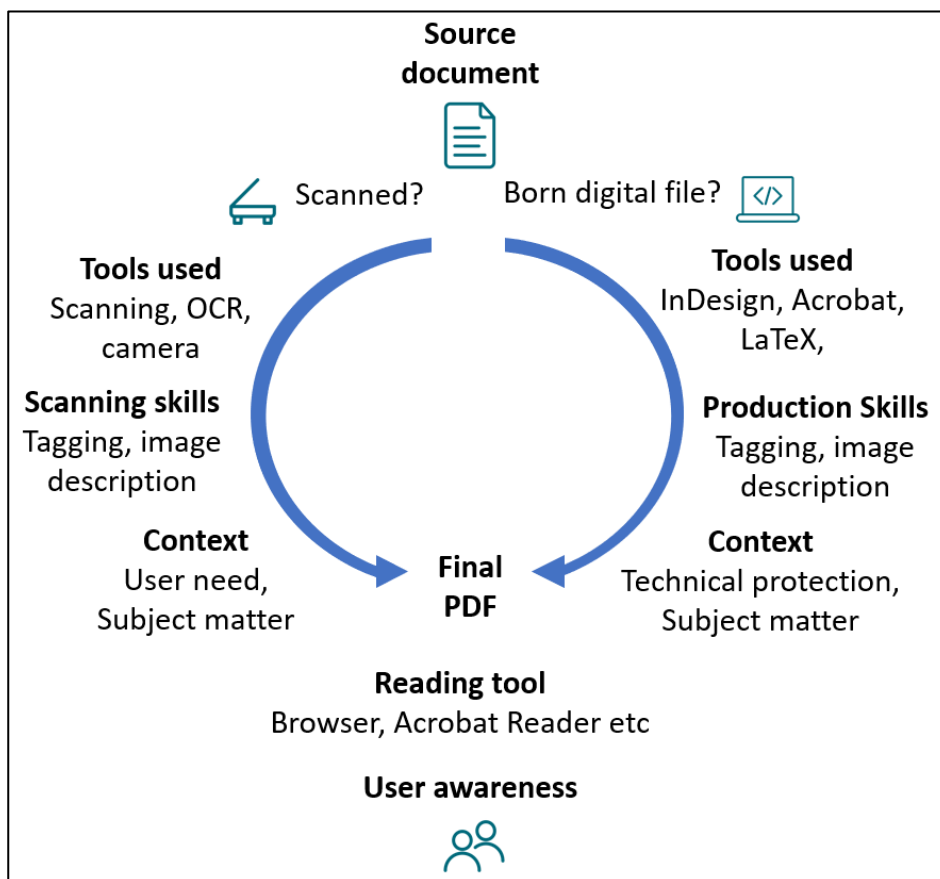 Source
document
Scanned?
Born digital file?
</>
Tools used
Scanning, OCR,
camera
Scanning skills
Tagging, image
description
Context
User need,
Subject matter
Tools used
InDesign, Acrobat,
LaTeX,
Production Skills
Tagging, image
description
Context
Technical protection,
Subject matter
Final
PDF
Reading tool
Browser, Acrobat Reader etc
User awareness